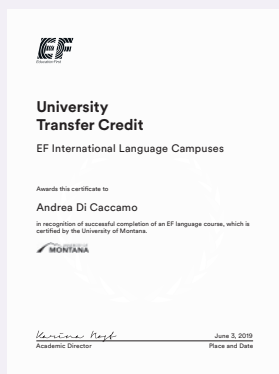 EF
Education First
University
Transfer Credit
EF International Language Campuses
Awards this certificate to
Andrea Di Caccamo
in recognition of successful completion of an EF language course, which is
certified by the University of Montana.
MONTANA
June 3, 2019
Academic Director Place and Date